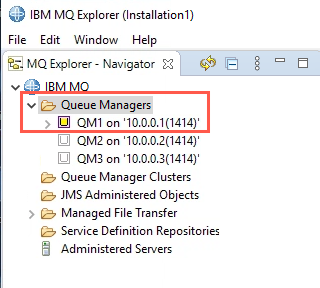 IBM MQ Explorer (Installation1)
File Edit Window Help
MQ Explorer - Navigator
IBM MQ
Queue Managers
QM1 on '10.0.0.1(1414)'
QM2 on '10.0.0.2(1414)'
QM3 on '10.0.0.3(1414)'
Queue Manager Clusters
JMS Administered Objects
Managed File Transfer
Service Definition Repositories
Administered Servers